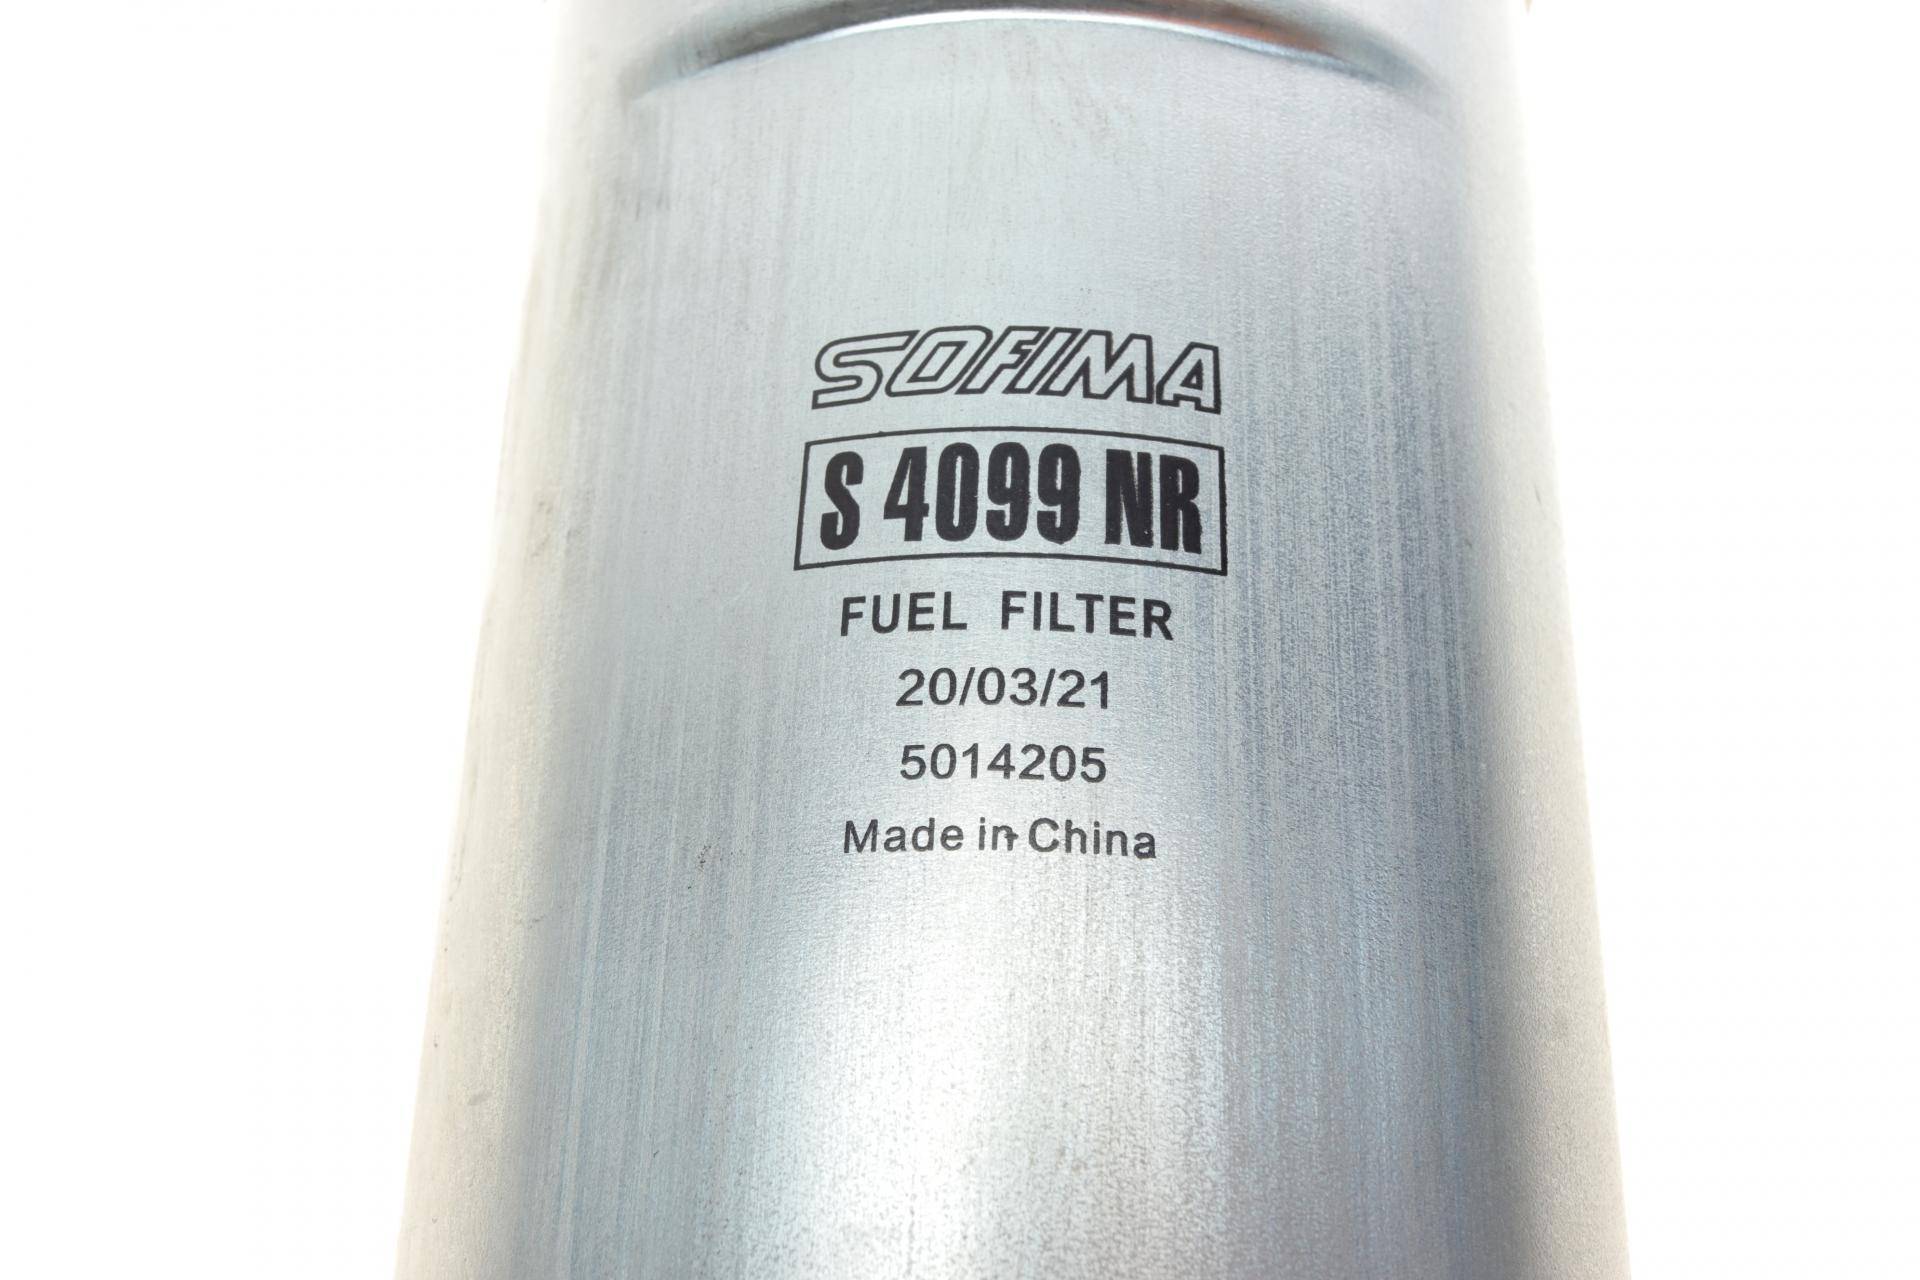 SOFIMA
S 4099 NR
FUEL FILTER
20/03/21
5014205
Made in China